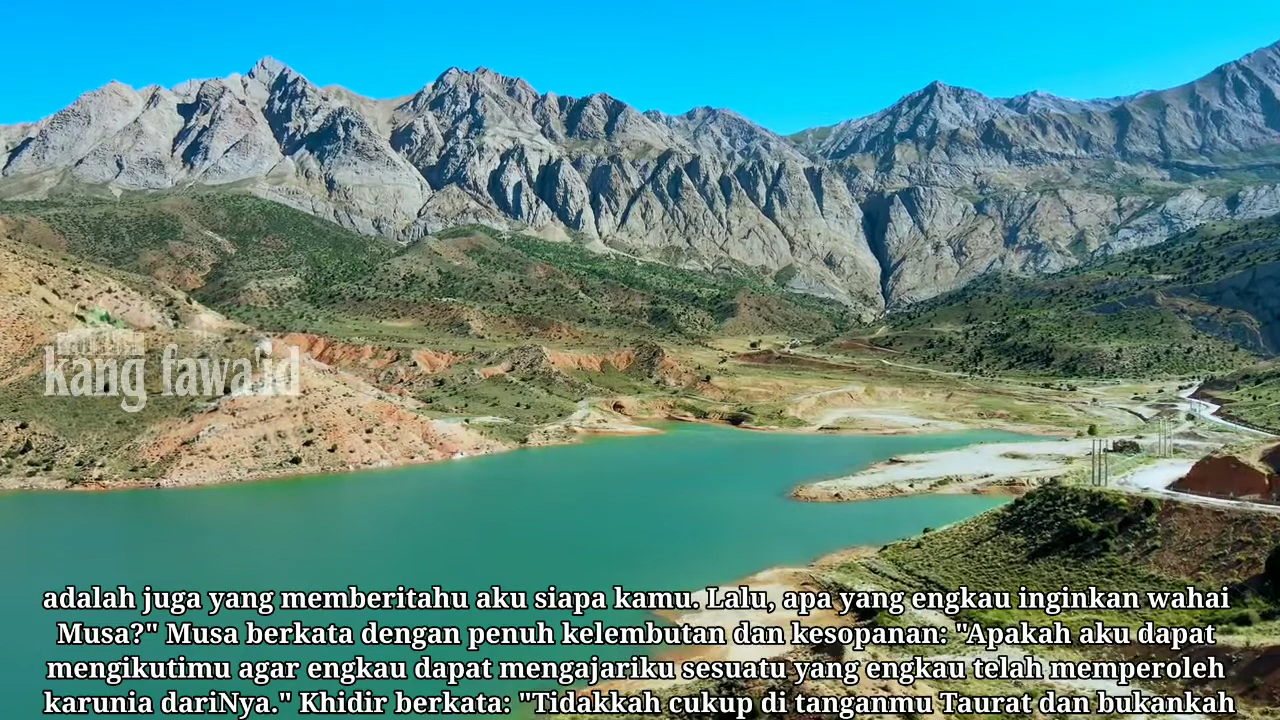 kang fawa.id
adalah juga yang memberitahu aku siapa kamu. Lalu, apa yang engkau inginkan wahai
Musa?" Musa berkata dengan penuh kelembutan dan kesopanan: "Apakah aku dapat
mengikutimu agar engkau dapat mengajariku sesuatu yang engkau telah memperoleh
karunia dariNya." Khidir berkata: "Tidakkah cukup di tanganmu Taurat dan bukankah